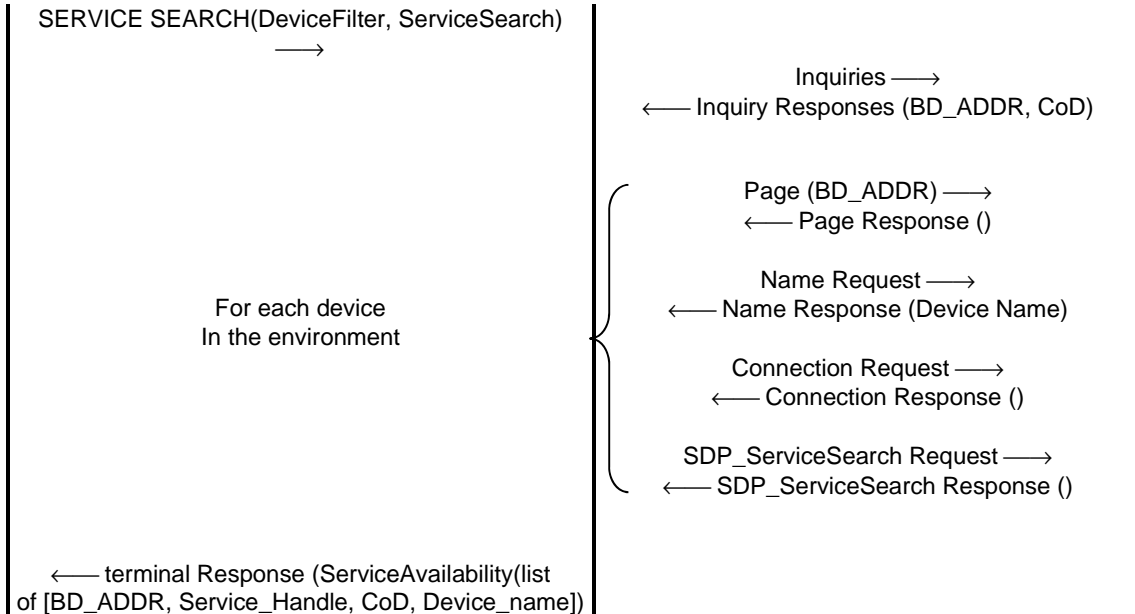 SERVICE SEARCH(DeviceFilter, ServiceSearch)
⟶
Inquiries ⟶
⟵ Inquiry Responses (BD_ADDR, CoD)
Page (BD_ADDR) ⟶
⟵ Page Response ()
Name Request ⟶
⟵ Name Response (Device Name)
For each device
In the environment
Connection Request ⟶
⟵ Connection Response ()
SDP_ServiceSearch Request ⟶
⟵ SDP_ServiceSearch Response ()
⟵ terminal Response (ServiceAvailability(list
of [BD_ADDR, Service_Handle, CoD, Device_name])